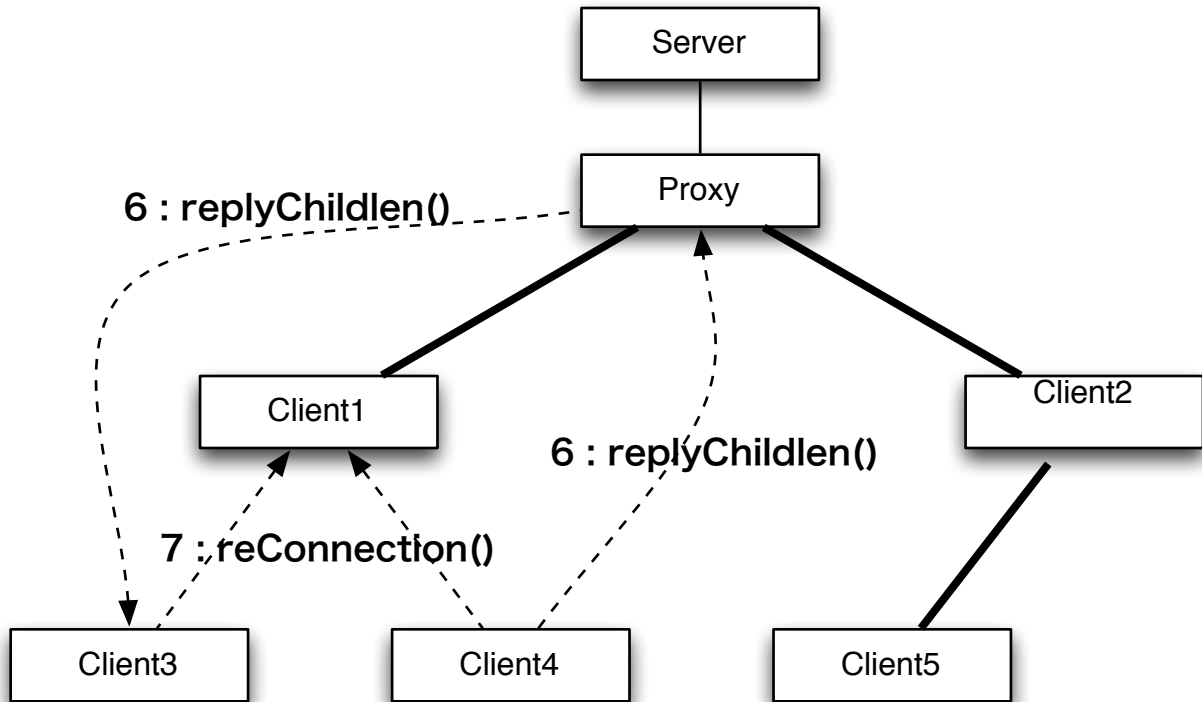 Server
Proxy
6 : replyChildlen()
Client1
Client2
6 : replyChildlen()
7 : reConnection()
Client3
Client4
Client5